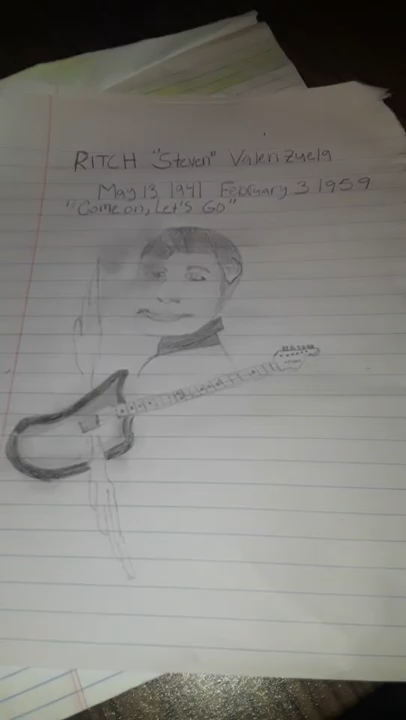 RITCH "Steven" Valenzuela
May 13 1941 February 3 1959
"Come on, Let's Go"